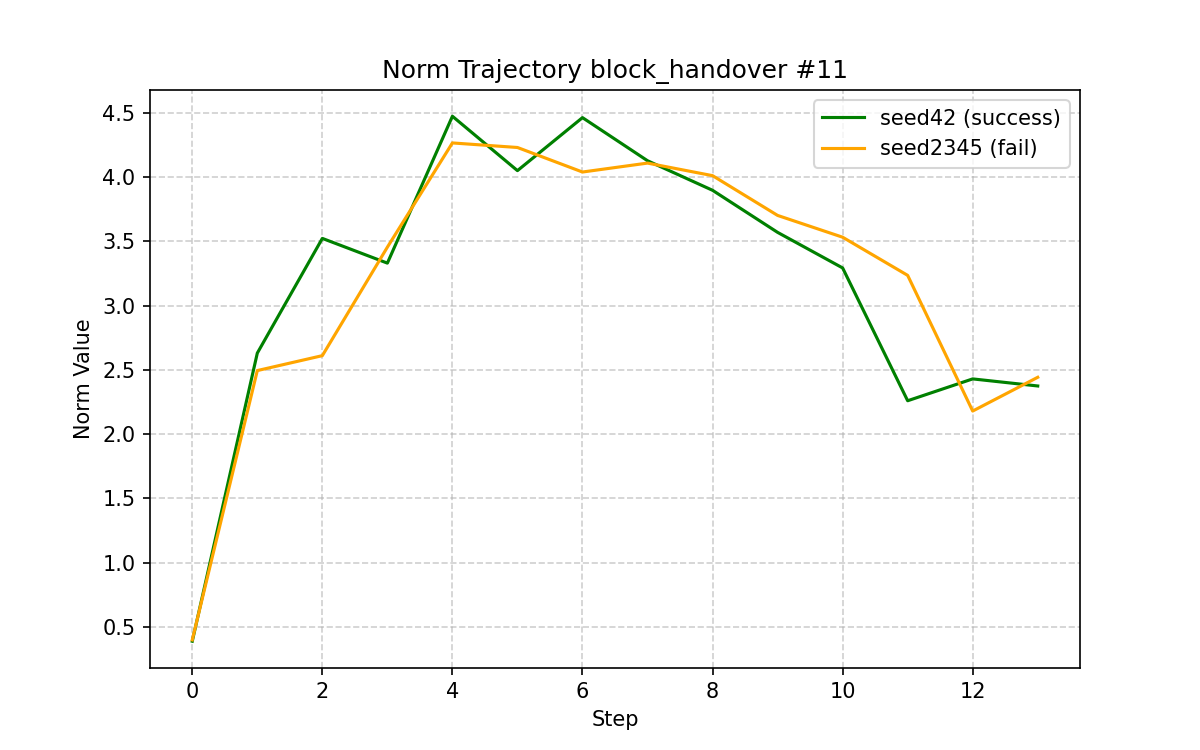 Norm Trajectory block_handover #11
seed42 (success)
seed2345 (fail)
Norm Value
4.5
4.0
3.5
3.0
2.5
2.0
1.5
1.0
0.5
0 2 4 6 8 10 12
Step